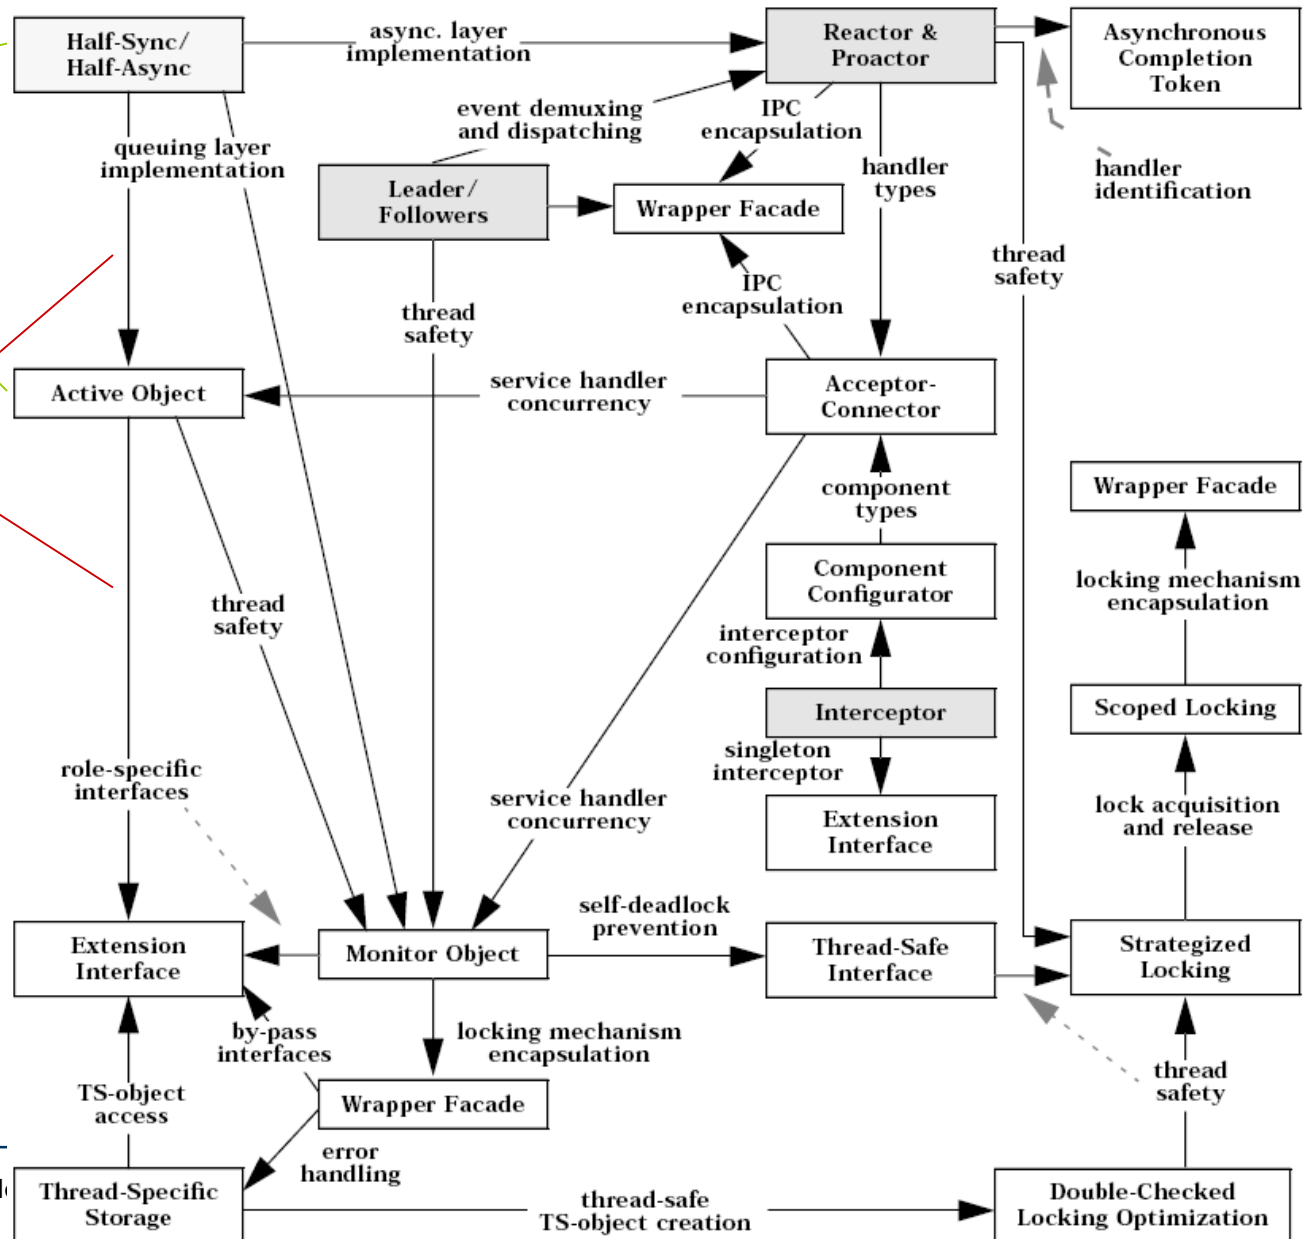 Half-Sync/
Half-Async
async. layer
implementation
Reactor &
Proactor
Asynchronous
Completion
Token
event demuxing
and dispatching
IPC
encapsulation
queuing layer
implementation
handler
types
handler
identification
Leader/
Followers
Wrapper Facade
thread
safety
IPC
encapsulation
thread
safety
Active Object
service handler
concurrency
Acceptor-
Connector
component
types
Wrapper Facade
Component
Configurator
locking mechanism
encapsulation
thread
safety
interceptor
configuration
Interceptor
Scoped Locking
singleton
interceptor
role-specific
interfaces
service handler
concurrency
Extension
Interface
lock acquisition
and release
self-deadlock
prevention
Extension
Interface
Monitor Object
Thread-Safe
Interface
Strategized
Locking
by-pass
interfaces
locking mechanism
encapsulation
thread
safety
TS-object
access
Wrapper Facade
error
handling
Thread-Specific
Storage
thread-safe
TS-object creation
Double-Checked
Locking Optimization